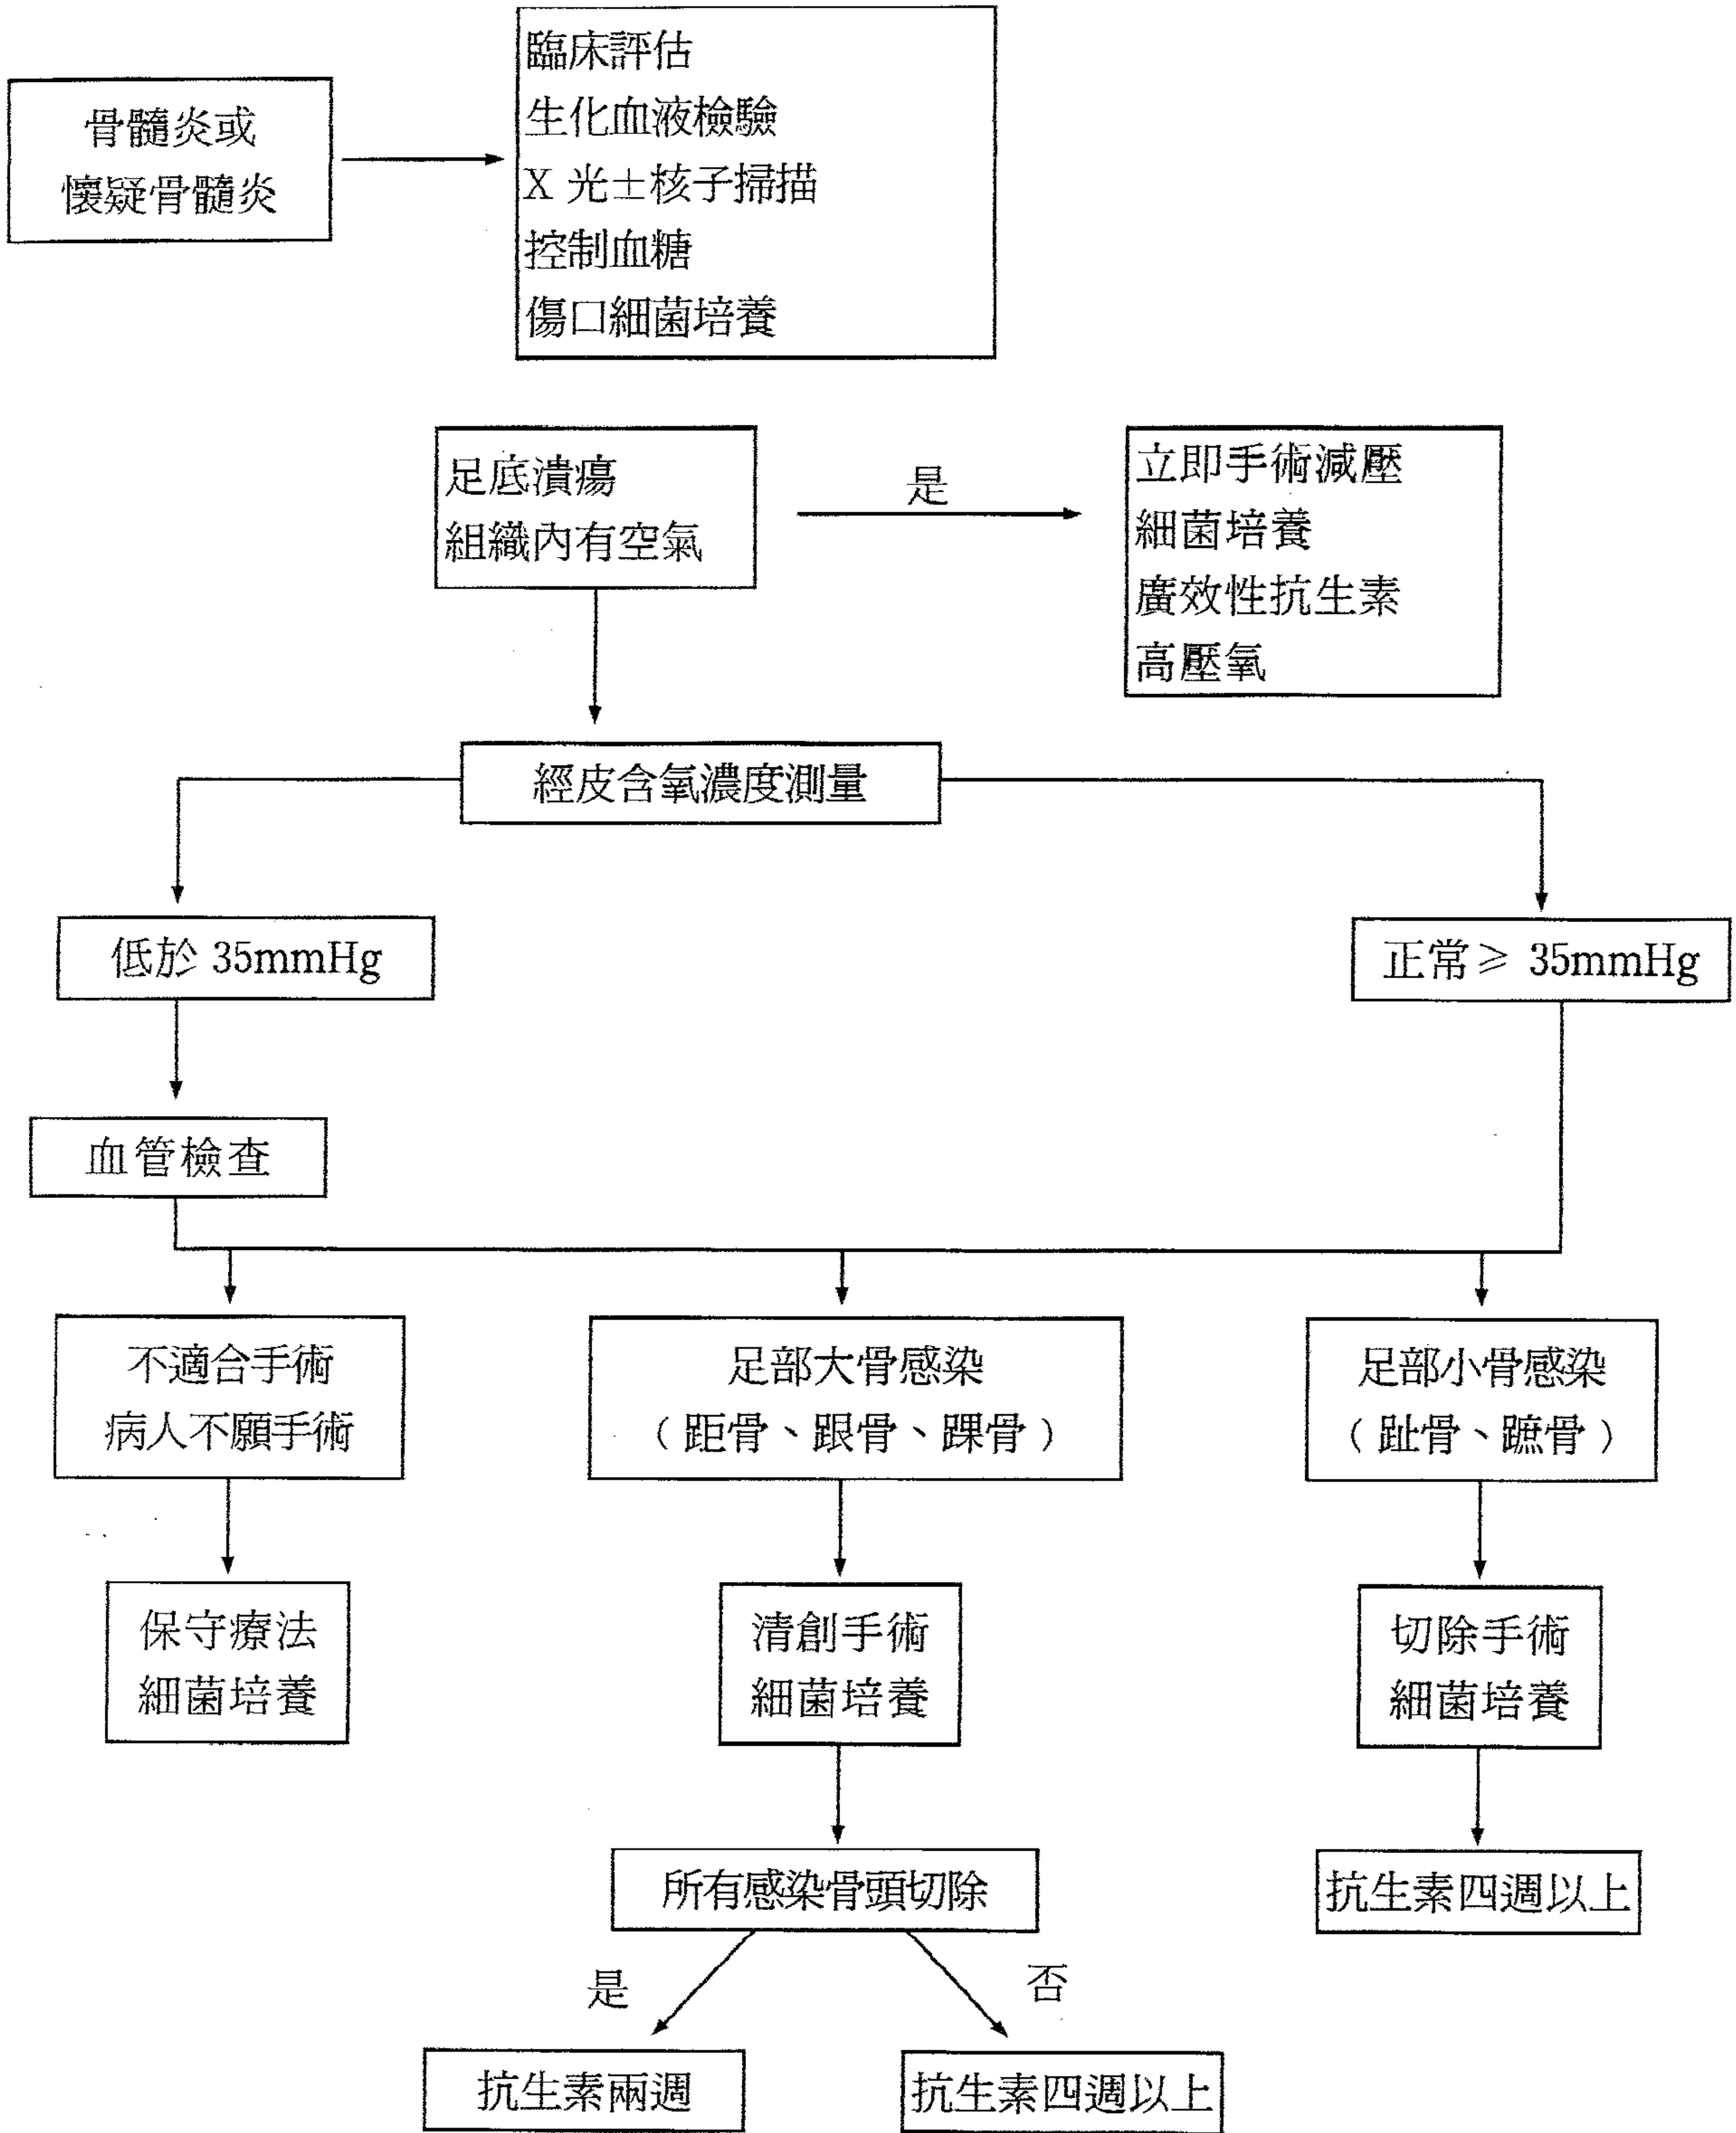 骨髓炎或
懷疑骨髓炎
臨床評估
生化血液檢驗
X 光±核子掃描
控制血糖
傷口細菌培養
足底潰瘍
組織內有空氣
是
立即手術減壓
細菌培養
廣效性抗生素
高壓氧
經皮含氧濃度測量
低於 35mmHg
正常≥ 35mmHg
血管檢查
不適合手術
病人不願手術
足部大骨感染
（距骨、跟骨、踝骨）
足部小骨感染
（趾骨、蹠骨）
保守療法
細菌培養
清創手術
細菌培養
切除手術
細菌培養
所有感染骨頭切除
抗生素四週以上
是
否
抗生素兩週
抗生素四週以上